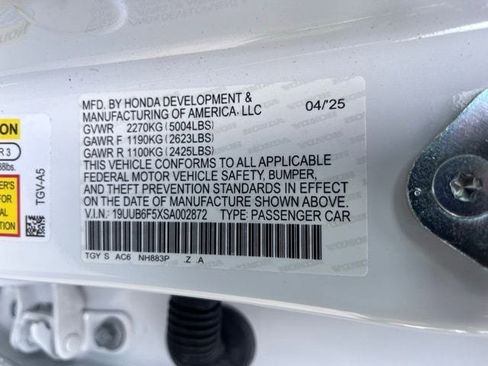 MFD. BY HONDA DEVELOPMENT &
MANUFACTURING OF AMERICA, LLC 04/'25
GVWR 2270KG (5004LBS)
GAWR F 1190KG (2623LBS)
GAWR R 1100KG (2425LBS)
THIS VEHICLE CONFORMS TO ALL APPLICABLE
FEDERAL MOTOR VEHICLE SAFETY, BUMPER,
AND THEFT PREVENTION STANDARDS IN EFFECT
ON THE DATE OF MANUFACTURE SHOWN ABOVE.
V.I.N. 19UUB6F5XSA002872 TYPE: PASSENGER CAR
TGY S AC6 NH883P Z A
TGV-A5